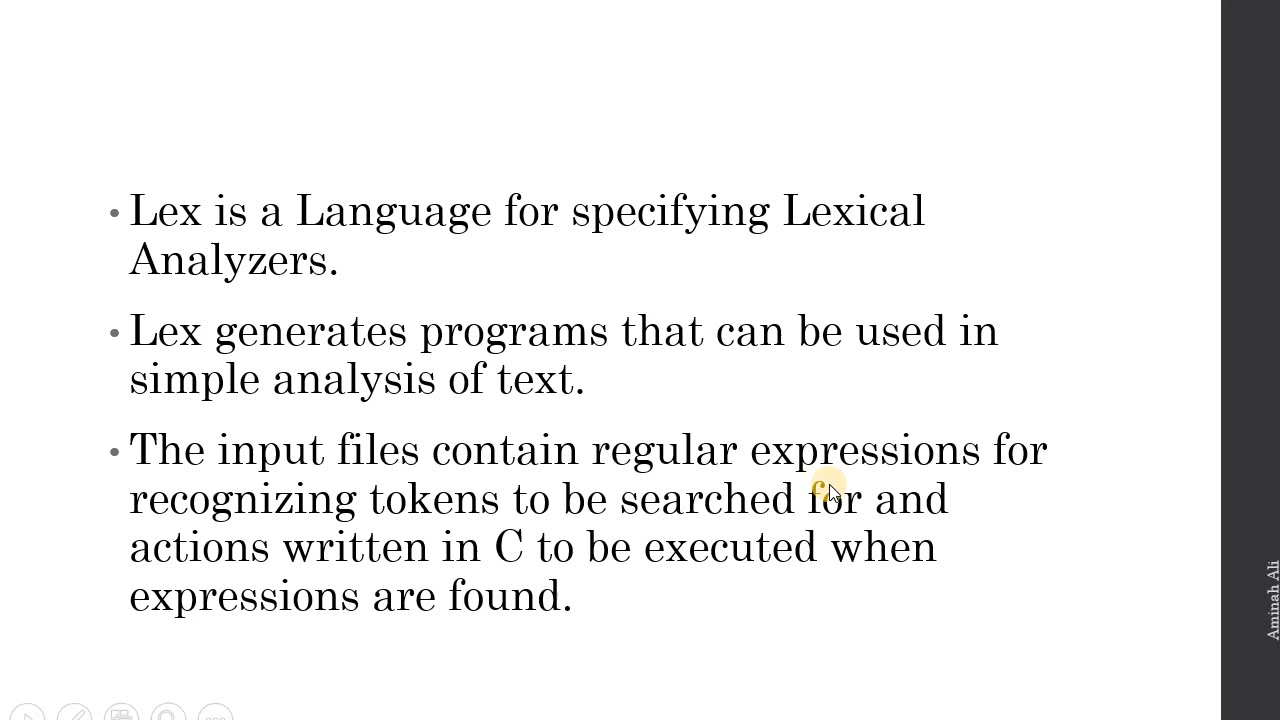 • Lex is a Language for specifying Lexical
Analyzers.
• Lex generates programs that can be used in
simple analysis of text.
• The input files contain regular expressions for
recognizing tokens to be searched for and
actions written in C to be executed when
expressions are found.
Aminah Ali